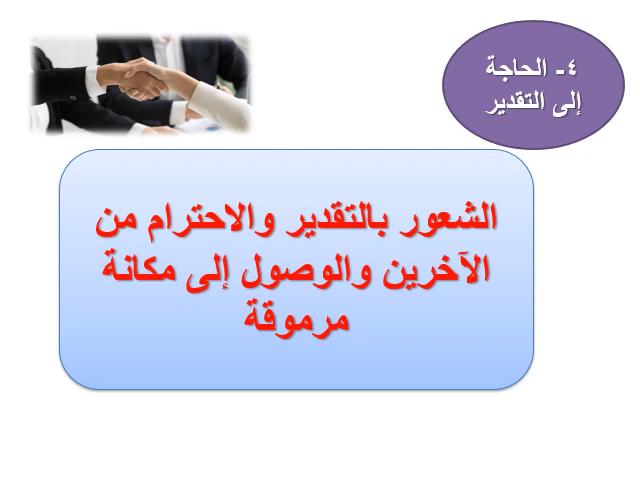 ٤- الحاجة
إلى التقدير
الشعور بالتقدير والاحترام من
الآخرين والوصول إلى مكانة
مرموقة